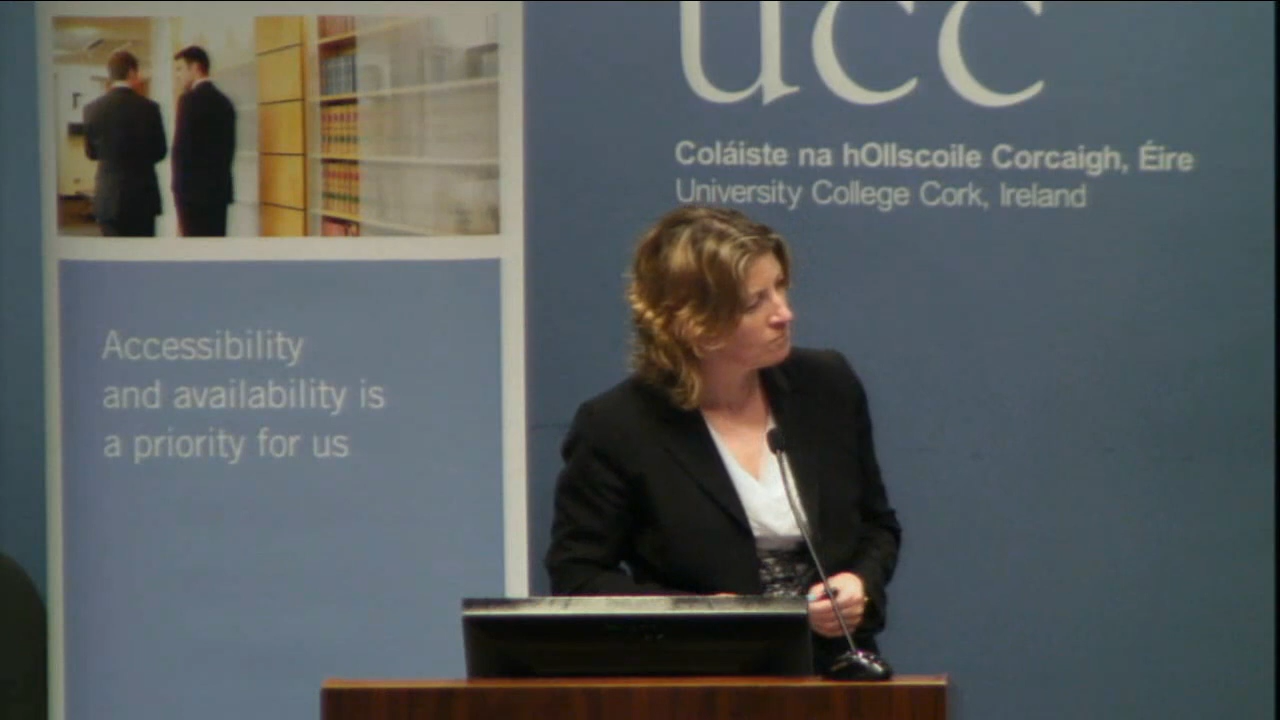 UCC
Coláiste na hOllscoile Corcaigh, Éire
University College Cork, Ireland
Accessibility
and availability is
a priority for us